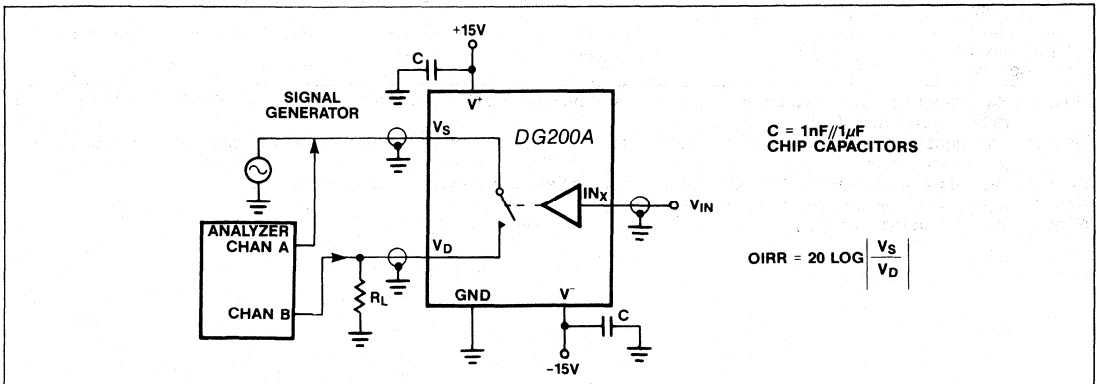 +15V
C
V+
SIGNAL
GENERATOR
VS
DG200A
C = 1nF//1µF
CHIP CAPACITORS
INX
VIN
ANALYZER
CHAN A
VD
OIRR = 20 LOG |VS/VD|
CHAN B
RL
GND
V-
C
-15V